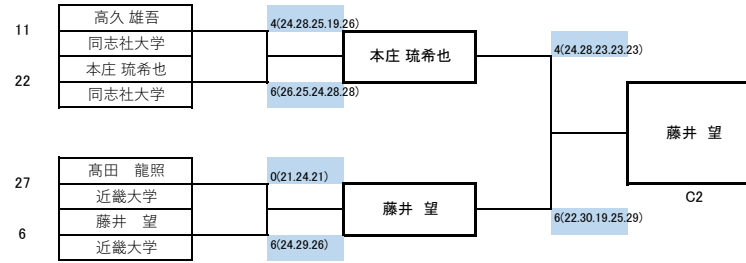 11
髙久 雄吾
同志社大学
22
本庄 琉希也
同志社大学
4(24.28.25.19.26)
6(26.25.24.28.28)
本庄 琉希也
27
髙田 龍照
近畿大学
6
藤井 望
近畿大学
0(21.24.21)
6(24.29.26)
藤井 望
4(24.28.23.23.23)
6(22.30.19.25.29)
藤井 望
C2